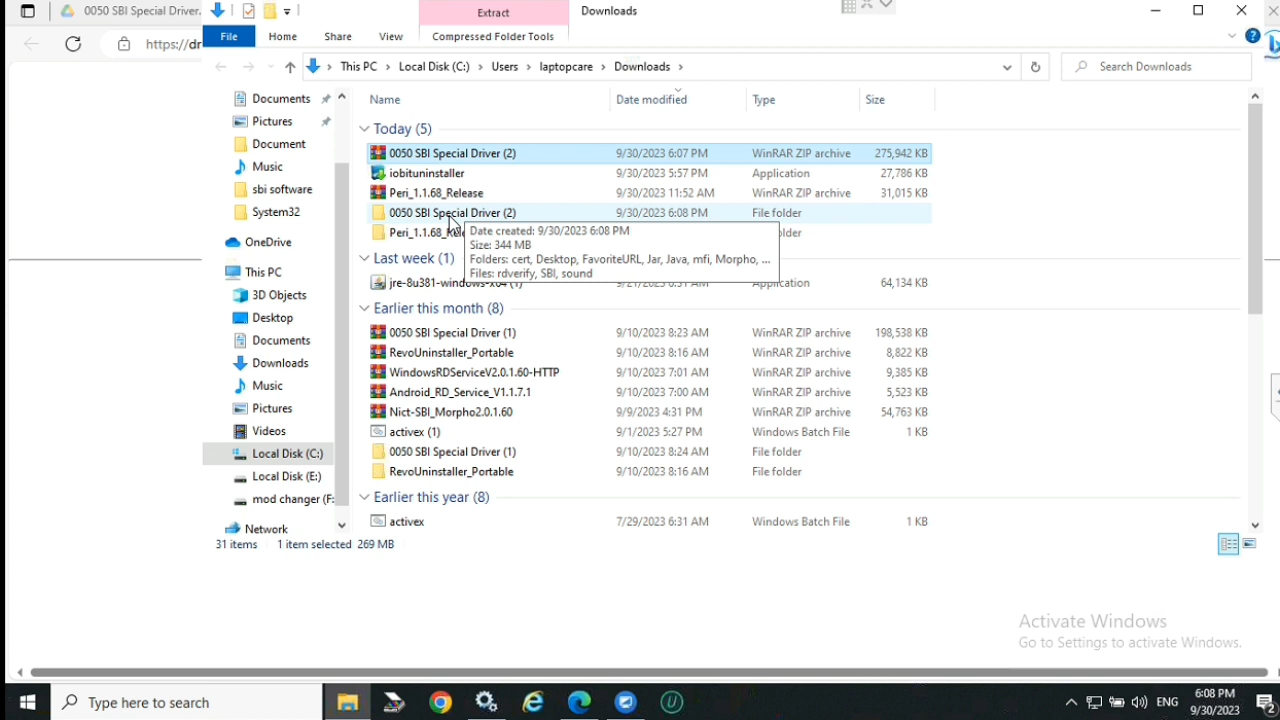 0050 SBI Special Driver.
https://dr
Extract
Downloads
File
Home
Share
View
Compressed Folder Tools
This PC > Local Disk (C:) > Users > laptopcare > Downloads >
Search Downloads
Documents
Pictures
Document
Music
sbi software
System32
OneDrive
This PC
3D Objects
Desktop
Documents
Downloads
Music
Pictures
Videos
Local Disk (C:)
Local Disk (E:)
mod changer (F:
Network
Name Date modified Type Size
Today (5)
0050 SBI Special Driver (2) 9/30/2023 6:07 PM WinRAR ZIP archive 275,942 KB
iobituninstaller 9/30/2023 5:57 PM Application 27,786 KB
Peri_1.1.68_Release 9/30/2023 11:52 AM WinRAR ZIP archive 31,015 KB
0050 SBI Special Driver (2) 9/30/2023 6:08 PM File folder
Peri_1.1.68_
Date created: 9/30/2023 6:08 PM
Size: 344 MB
Folders: cert, Desktop, FavoriteURL, Jar, Java, mfi, Morpho, ...
Files: rdverify, SBI, sound
Last week (1)
jre-8u381-windows-x64 (1) 64,134 KB
Earlier this month (8)
0050 SBI Special Driver (1) 9/10/2023 8:23 AM WinRAR ZIP archive 198,538 KB
RevoUninstaller_Portable 9/10/2023 8:16 AM WinRAR ZIP archive 8,822 KB
WindowsRDServiceV2.0.1.60-HTTP 9/10/2023 7:01 AM WinRAR ZIP archive 9,385 KB
Android_RD_Service_V1.1.7.1 9/10/2023 7:00 AM WinRAR ZIP archive 5,523 KB
Nict-SBI_Morpho2.0.1.60 9/9/2023 4:31 PM WinRAR ZIP archive 54,763 KB
activex (1) 9/1/2023 5:27 PM Windows Batch File 1 KB
0050 SBI Special Driver (1) 9/10/2023 8:24 AM File folder
RevoUninstaller_Portable 9/10/2023 8:16 AM File folder
Earlier this year (8)
activex 7/29/2023 6:31 AM Windows Batch File 1 KB
31 items 1 item selected 269 MB
Activate Windows
Go to Settings to activate Windows.
Type here to search
ENG
6:08 PM
9/30/2023
2